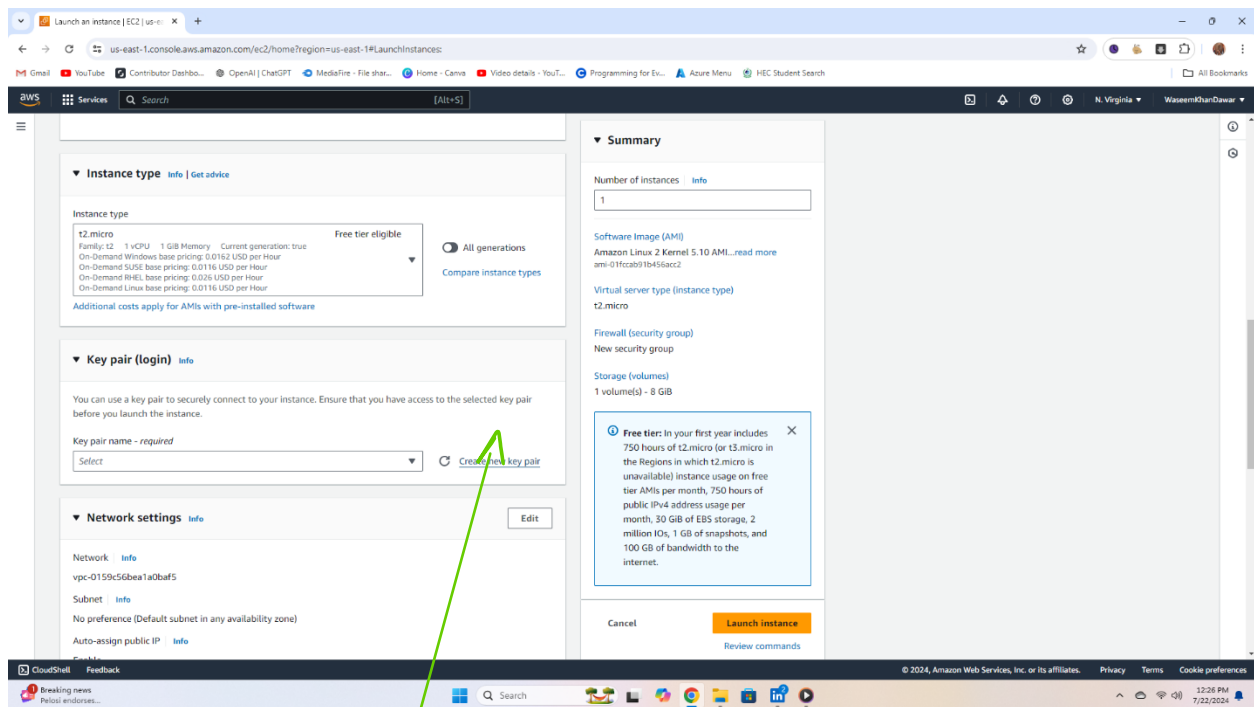 Launch an instance | EC2 | us-e
us-east-1.console.aws.amazon.com/ec2/home?region=us-east-1#LaunchInstances:
Gmail
YouTube
Contributor Dashbo...
OpenAI | ChatGPT
MediaFire - File shar...
Home - Canva
Video details - YouT...
Programming for Ev...
Azure Menu
HEC Student Search
All Bookmarks
aws
Services
Search
[Alt+S]
N. Virginia
WaseemKhanDawar
Instance type Info | Get advice
Instance type
t2.micro Free tier eligible
Family: t2 1 vCPU 1 GiB Memory Current generation: true
On-Demand Windows base pricing: 0.0162 USD per Hour
On-Demand SUSE base pricing: 0.0116 USD per Hour
On-Demand RHEL base pricing: 0.026 USD per Hour
On-Demand Linux base pricing: 0.0116 USD per Hour
All generations
Compare instance types
Additional costs apply for AMIs with pre-installed software
Key pair (login) Info
You can use a key pair to securely connect to your instance. Ensure that you have access to the selected key pair
before you launch the instance.
Key pair name - required
Select
Create new key pair
Network settings Info
Edit
Network Info
vpc-0159c56bea1a0baf5
Subnet Info
No preference (Default subnet in any availability zone)
Auto-assign public IP Info
Summary
Number of instances Info
1
Software Image (AMI)
Amazon Linux 2 Kernel 5.10 AMI...read more
ami-01fccab91b456acc2
Virtual server type (instance type)
t2.micro
Firewall (security group)
New security group
Storage (volumes)
1 volume(s) - 8 GiB
Free tier: In your first year includes
750 hours of t2.micro (or t3.micro in
the Regions in which t2.micro is
unavailable) instance usage on free
tier AMIs per month, 750 hours of
public IPv4 address usage per
month, 30 GiB of EBS storage, 2
million IOs, 1 GB of snapshots, and
100 GB of bandwidth to the
internet.
Cancel
Launch instance
Review commands
CloudShell
Feedback
© 2024, Amazon Web Services, Inc. or its affiliates.
Privacy
Terms
Cookie preferences
1
Breaking news
Pelosi endorses...
Search
2
12:26 PM
7/22/2024